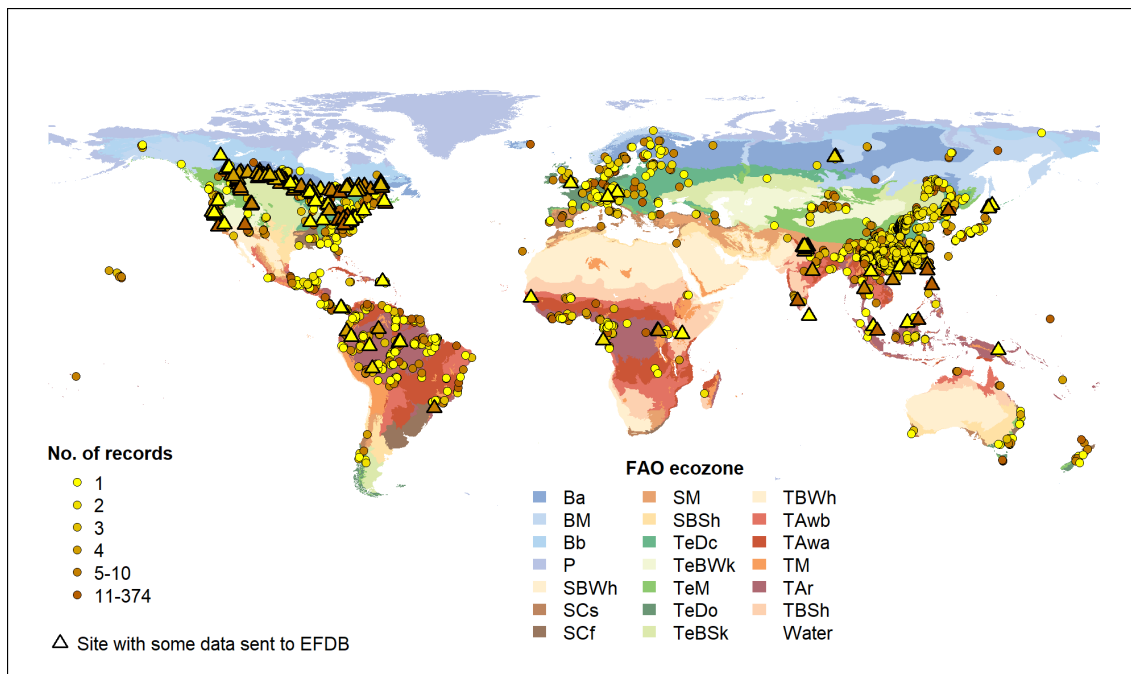 No. of records
1
2
3
4
5-10
11-374
Site with some data sent to EFDB
FAO ecozone
Ba
BM
Bb
P
SBWh
SCs
SCf
SM
SBSh
TeDc
TeBWk
TeM
TeDo
TeBSk
TBWh
TAwb
TAwa
TM
TAr
TBSh
Water